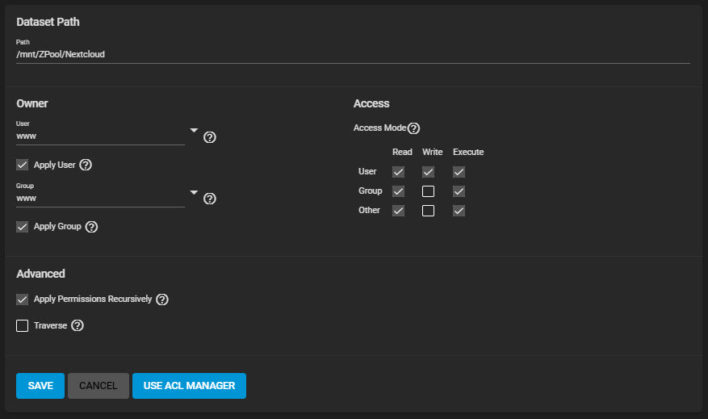 Dataset Path
Path
/mnt/ZPool/Nextcloud
Owner
User
www
Apply User
Group
www
Apply Group
Access
Access Mode
Read Write Execute
User
Group
Other
Advanced
Apply Permissions Recursively
Traverse
SAVE CANCEL USE ACL MANAGER